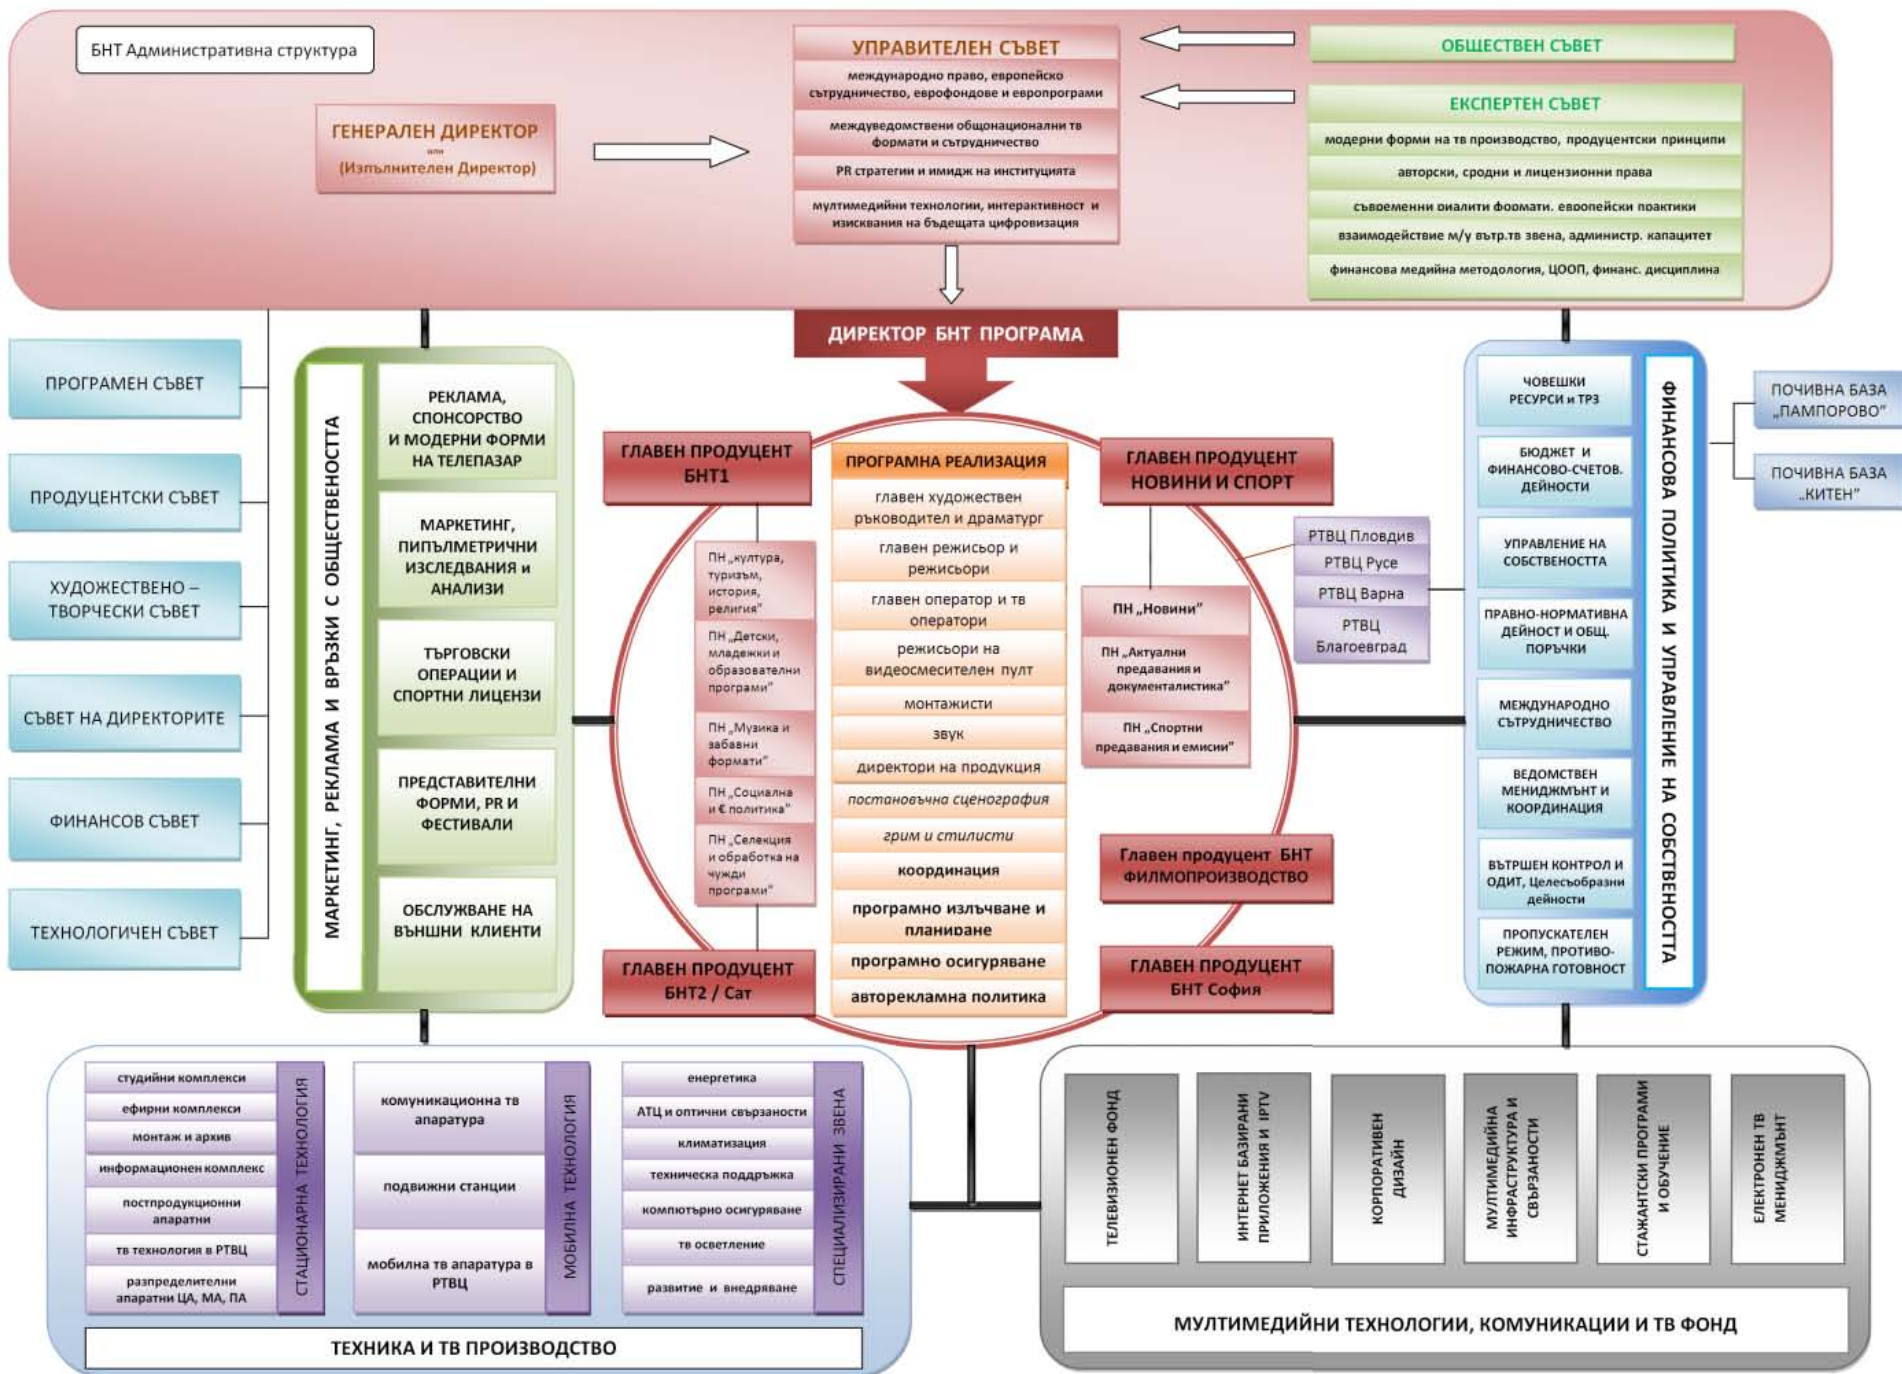 БНТ Административна структура
ГЕНЕРАЛЕН ДИРЕКТОР
или
(Изпълнителен Директор)
УПРАВИТЕЛЕН СЪВЕТ
международно право, европейско
сътрудничество, еврофондове и европрограми
междуведомствени общонационални тв
формати и сътрудничество
PR стратегии и имидж на институцията
мултимедийни технологии, интерактивност и
изисквания на бъдещата цифровизация
ОБЩЕСТВЕН СЪВЕТ
ЕКСПЕРТЕН СЪВЕТ
модерни форми на тв производство, продуцентски принципи
авторски, сродни и лицензионни права
съвременни риалити формати. европейски практики
взаимодействие м/у вътр.тв звена, администр. капацитет
финансова медийна методология, ЦООП, финанс. дисциплина
ДИРЕКТОР БНТ ПРОГРАМА
ПРОГРАМЕН СЪВЕТ
ПРОДУЦЕНТСКИ СЪВЕТ
ХУДОЖЕСТВЕНО –
ТВОРЧЕСКИ СЪВЕТ
СЪВЕТ НА ДИРЕКТОРИТЕ
ФИНАНСОВ СЪВЕТ
ТЕХНОЛОГИЧЕН СЪВЕТ
МАРКЕТИНГ, РЕКЛАМА И ВРЪЗКИ С ОБЩЕСТВЕНОСТТА
РЕКЛАМА,
СПОНСОРСТВО
И МОДЕРНИ ФОРМИ
НА ТЕЛЕПАЗАР
МАРКЕТИНГ,
ПИПЪЛМЕТРИЧНИ
ИЗСЛЕДВАНИЯ и
АНАЛИЗИ
ТЪРГОВСКИ
ОПЕРАЦИИ И
СПОРТНИ ЛИЦЕНЗИ
ПРЕДСТАВИТЕЛНИ
ФОРМИ, PR И
ФЕСТИВАЛИ
ОБСЛУЖВАНЕ НА
ВЪНШНИ КЛИЕНТИ
ГЛАВЕН ПРОДУЦЕНТ
БНТ1
ПН „култура,
туризъм,
история,
религия"
ПН „Детски,
младежки и
образователни
програми"
ПН „Музика и
забавни
формати"
ПН „Социална
и € политика"
ПН „Селекция
и обработка на
чужди
програми"
ГЛАВЕН ПРОДУЦЕНТ
БНТ2 / Сат
ПРОГРАМНА РЕАЛИЗАЦИЯ
главен художествен
ръководител и драматург
главен режисьор и
режисьори
главен оператор и тв
оператори
режисьори на
видеосмесителен пулт
монтажисти
звук
директори на продукция
постановъчна сценография
грим и стилисти
координация
програмно излъчване и
планиране
програмно осигуряване
авторекламна политика
ГЛАВЕН ПРОДУЦЕНТ
НОВИНИ И СПОРТ
ПН „Новини"
ПН „Актуални
предавания и
документалистика"
ПН „Спортни
предавания и емисии"
Главен продуцент БНТ
ФИЛМОПРОИЗВОДСТВО
ГЛАВЕН ПРОДУЦЕНТ
БНТ София
РТВЦ Пловдив
РТВЦ Русе
РТВЦ Варна
РТВЦ
Благоевград
ЧОВЕШКИ
РЕСУРСИ и ТРЗ
БЮДЖЕТ И
ФИНАНСОВО-СЧЕТОВ.
ДЕЙНОСТИ
УПРАВЛЕНИЕ НА
СОБСТВЕНОСТТА
ПРАВНО-НОРМАТИВНА
ДЕЙНОСТ И ОБЩ.
ПОРЪЧКИ
МЕЖДУНАРОДНО
СЪТРУДНИЧЕСТВО
ВЕДОМСТВЕН
МЕНИДЖМЪНТ И
КООРДИНАЦИЯ
ВЪТРШЕН КОНТРОЛ И
ОДИТ, Целесъобразни
дейности
ПРОПУСКАТЕЛЕН
РЕЖИМ, ПРОТИВО-
ПОЖАРНА ГОТОВНОСТ
ФИНАНСОВА ПОЛИТИКА И УПРАВЛЕНИЕ НА СОБСТВЕНОСТТА
ПОЧИВНА БАЗА
„ПАМПОРОВО"
ПОЧИВНА БАЗА
„КИТЕН"
студийни комплекси
ефирни комплекси
монтаж и архив
информационен комплекс
постпродукционни
апаратни
тв технология в РТВЦ
разпределителни
апаратни ЦА, МА, ПА
СТАЦИОНАРНА ТЕХНОЛОГИЯ
комуникационна тв
апаратура
подвижни станции
мобилна тв апаратура в
РТВЦ
МОБИЛНА ТЕХНОЛОГИЯ
енергетика
АТЦ и оптични свързаности
климатизация
техническа поддръжка
компютърно осигуряване
тв осветление
развитие и внедряване
СПЕЦИАЛИЗИРАНИ ЗВЕНА
ТЕХНИКА И ТВ ПРОИЗВОДСТВО
ТЕЛЕВИЗИОНЕН ФОНД
ИНТЕРНЕТ БАЗИРАНИ
ПРИЛОЖЕНИЯ И IPTV
КОРПОРАТИВЕН
ДИЗАЙН
МУЛТИМЕДИЙНА
ИНФРАСТРУКТУРА И
СВЪРЗАНОСТИ
СТАЖАНТСКИ ПРОГРАМИ
И ОБУЧЕНИЕ
ЕЛЕКТРОНЕН ТВ
МЕНИДЖМЪНТ
МУЛТИМЕДИЙНИ ТЕХНОЛОГИИ, КОМУНИКАЦИИ И ТВ ФОНД